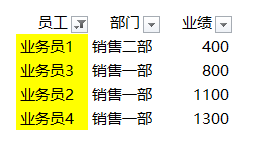 员工 部门 业绩
业务员1 销售二部 400
业务员3 销售一部 800
业务员2 销售一部 1100
业务员4 销售一部 1300